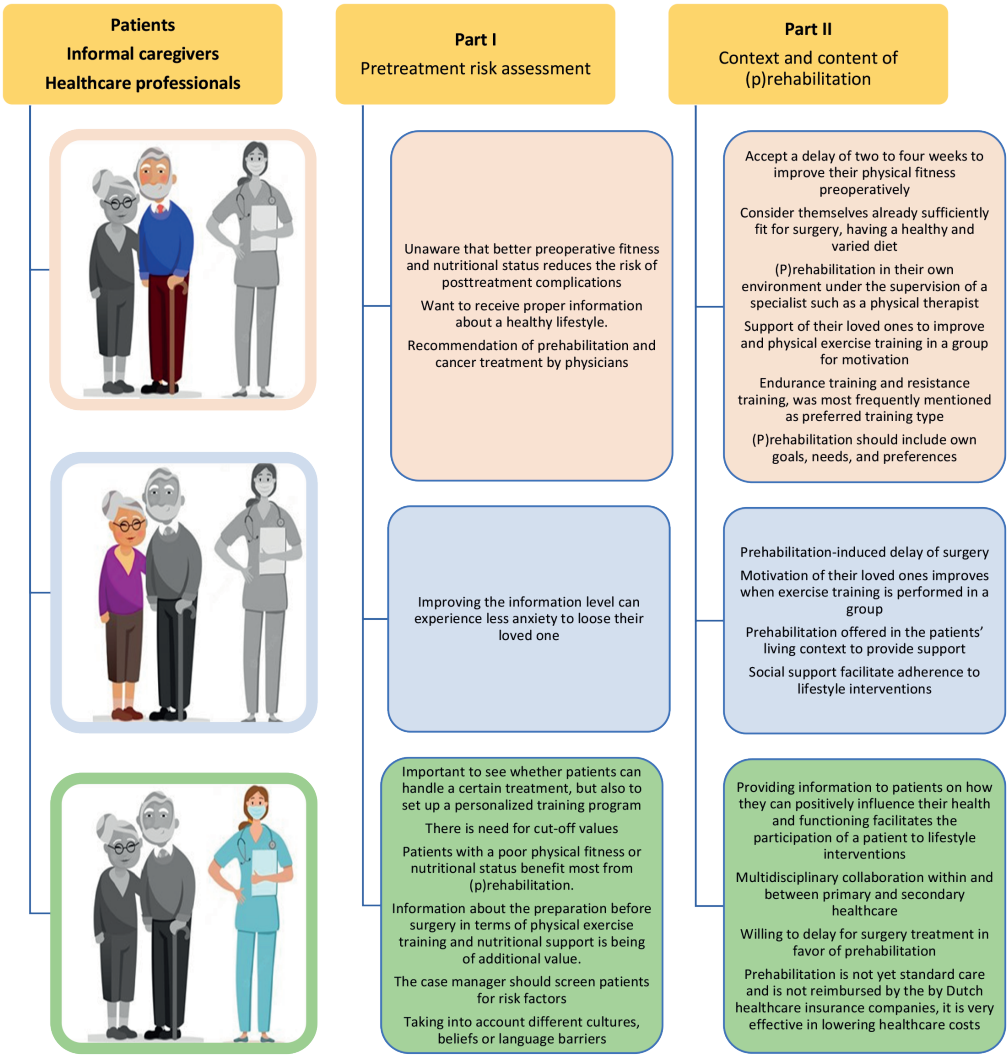 Patients
Informal caregivers
Healthcare professionals
Part I
Pretreatment risk assessment
Part II
Context and content of
(p)rehabilitation
Unaware that better preoperative fitness
and nutritional status reduces the risk of
posttreatment complications
Want to receive proper information
about a healthy lifestyle.
Recommendation of prehabilitation and
cancer treatment by physicians
Accept a delay of two to four weeks to
improve their physical fitness
preoperatively
Consider themselves already sufficiently
fit for surgery, having a healthy and
varied diet
(P)rehabilitation in their own
environment under the supervision of a
specialist such as a physical therapist
Support of their loved ones to improve
and physical exercise training in a group
for motivation
Endurance training and resistance
training, was most frequently mentioned
as preferred training type
(P)rehabilitation should include own
goals, needs, and preferences
Improving the information level can
experience less anxiety to loose their
loved one
Prehabilitation-induced delay of surgery
Motivation of their loved ones improves
when exercise training is performed in a
group
Prehabilitation offered in the patients’
living context to provide support
Social support facilitate adherence to
lifestyle interventions
Important to see whether patients can
handle a certain treatment, but also to
set up a personalized training program
There is need for cut-off values
Patients with a poor physical fitness or
nutritional status benefit most from
(p)rehabilitation.
Information about the preparation before
surgery in terms of physical exercise
training and nutritional support is being
of additional value.
The case manager should screen patients
for risk factors
Taking into account different cultures,
beliefs or language barriers
Providing information to patients on how
they can positively influence their health
and functioning facilitates the
participation of a patient to lifestyle
interventions
Multidisciplinary collaboration within and
between primary and secondary
healthcare
Willing to delay for surgery treatment in
favor of prehabilitation
Prehabilitation is not yet standard care
and is not reimbursed by the by Dutch
healthcare insurance companies, it is very
effective in lowering healthcare costs